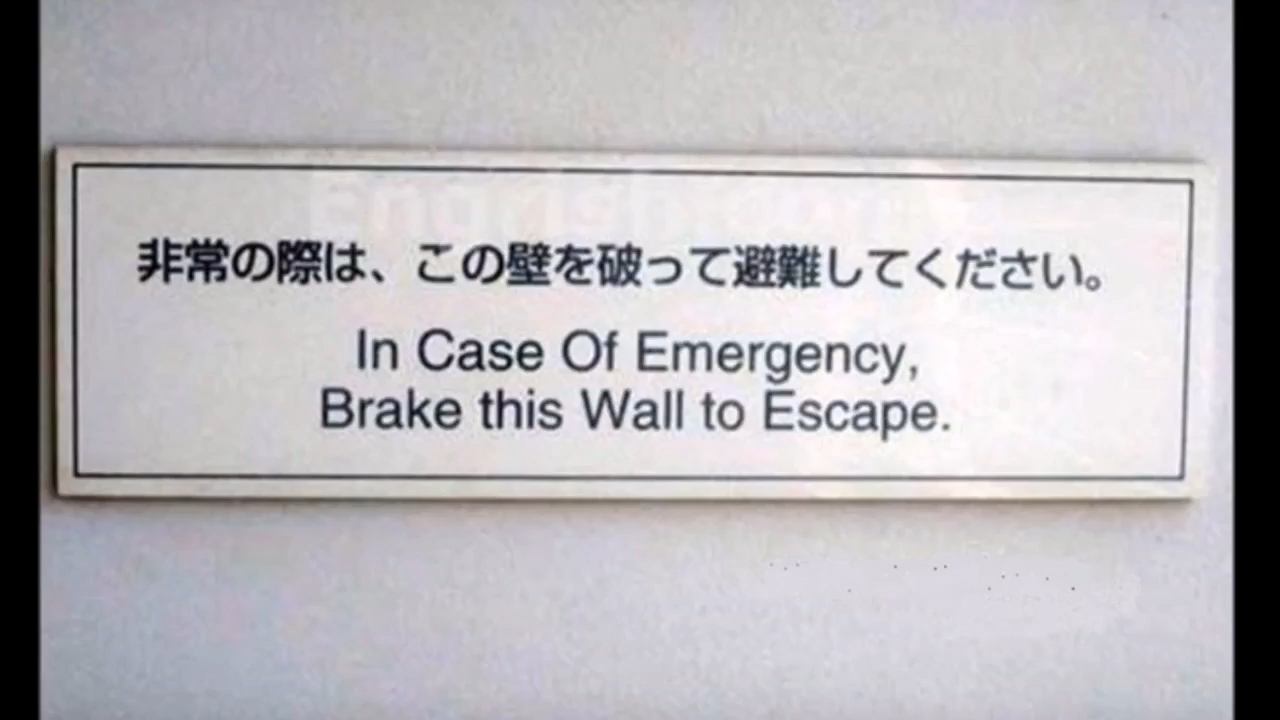 非常の際は、この壁を破って避難してください。
In Case Of Emergency,
Brake this Wall to Escape.